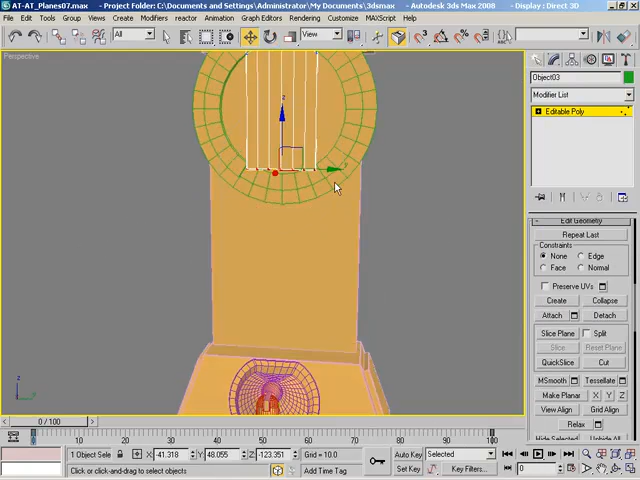 AT-AT_Planes07.max - Project Folder: C:\Documents and Settings\Administrator\My Documents\3dsmax - Autodesk 3ds Max 2008 - Display : Direct 3D
File Edit Tools Group Views Create Modifiers reactor Animation Graph Editors Rendering Customize MAXScript Help
All View
Perspective
z
y
Object03
Modifier List
Editable Poly
Edit Geometry
Repeat Last
Constraints
None Edge
Face Normal
Preserve UVs
Create Collapse
Attach Detach
Slice Plane Split
Slice Reset Plane
QuickSlice Cut
MSmooth Tessellate
Make Planar X Y Z
View Align Grid Align
Relax
Hide Selected Unhide All
0 / 100
0 10 20 30 40 50 60 70 80 90 100
1 Object Sel X: -41.318 Y: 48.055 Z: -123.351 Grid = 10.0 Auto Key Selected
Click or click-and-drag to select objects Add Time Tag Set Key Key Filters... 0